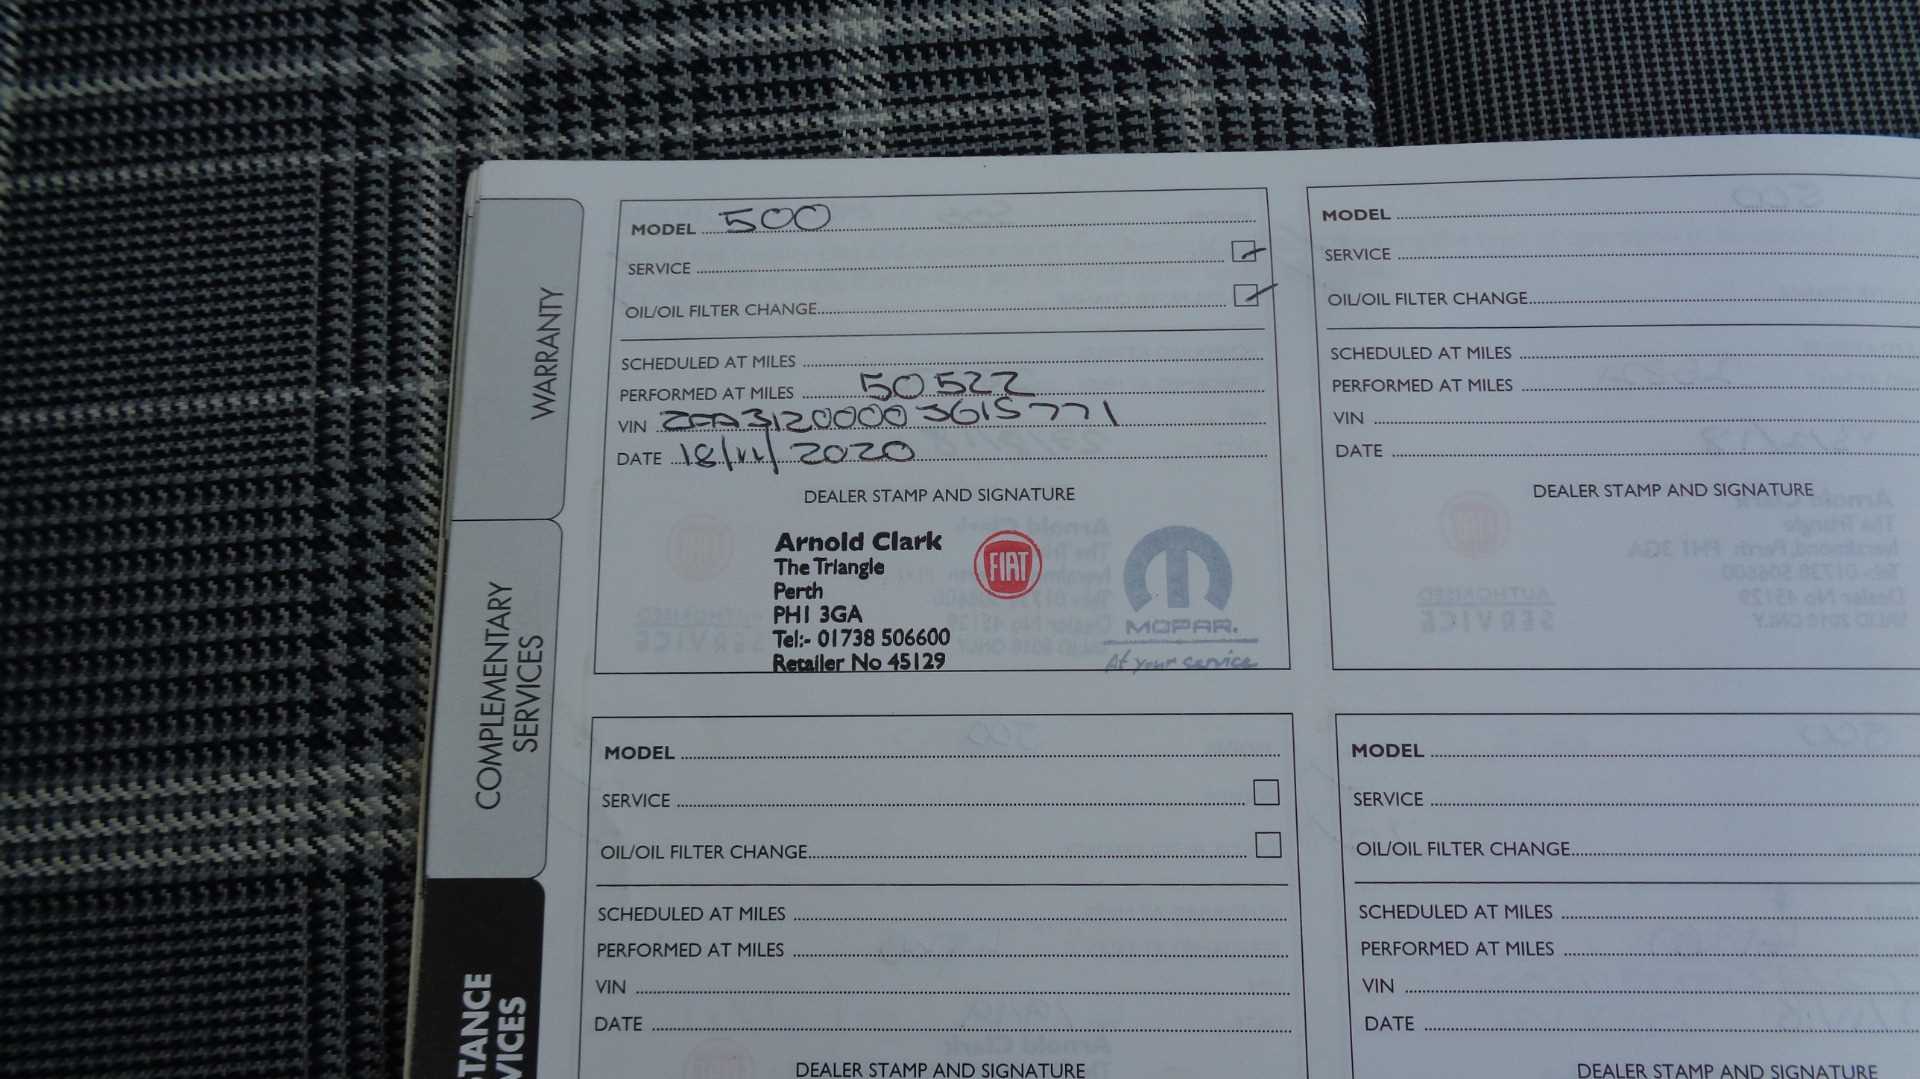 WARRANTY
COMPLEMENTARY
SERVICES
STANCE
VICES
MODEL 500
SERVICE
OIL/OIL FILTER CHANGE
SCHEDULED AT MILES
PERFORMED AT MILES 50522
VIN ZFA31200003615771
DATE 18/11/2020
DEALER STAMP AND SIGNATURE
Arnold Clark
The Triangle
Perth
PH1 3GA
Tel:- 01738 506600
Retailer No 45129
FIAT
MOPAR.
At your service
MODEL
SERVICE
OIL/OIL FILTER CHANGE
SCHEDULED AT MILES
PERFORMED AT MILES
VIN
DATE
DEALER STAMP AND SIGNATURE
MODEL
SERVICE
OIL/OIL FILTER CHANGE
SCHEDULED AT MILES
PERFORMED AT MILES
VIN
DATE
DEALER STAMP AND SIGNATURE
MODEL
SERVICE
OIL/OIL FILTER CHANGE
SCHEDULED AT MILES
PERFORMED AT MILES
VIN
DATE
DEALER STAMP AND SIGNATURE